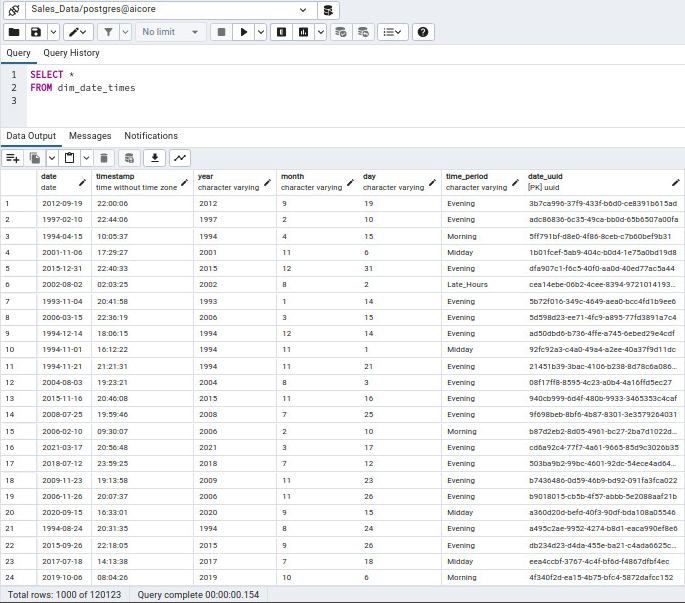 Sales_Data/postgres@aicore
No limit
Query Query History
1 SELECT *
2 FROM dim_date_times
3
Data Output Messages Notifications
date timestamp year month day time_period date_uuid
date time without time zone character varying character varying character varying character varying [PK] uuid
1 2012-09-19 22:00:06 2012 9 19 Evening 3b7ca996-37f9-433f-b6d0-ce8391b615ad
2 1997-02-10 22:44:06 1997 2 10 Evening adc86836-6c35-49ca-bb0d-65b6507a00fa
3 1994-04-15 10:05:37 1994 4 15 Morning 5ff791bf-d8e0-4f86-8ceb-c7b60bef9b31
4 2001-11-06 17:29:27 2001 11 6 Midday 1b01fcef-5ab9-404c-b0d4-1e75a0bd19d8
5 2015-12-31 22:40:33 2015 12 31 Evening dfa907c1-f6c5-40f0-aa0d-40ed77ac5a44
6 2002-08-02 02:03:25 2002 8 2 Late_Hours cea14ebe-06b2-4cee-8394-9721014193...
7 1993-11-04 20:41:58 1993 1 14 Evening 5b72f016-349c-4649-aea0-bcc4fd1b9ee6
8 2006-03-15 22:36:19 2006 3 15 Evening 5d598d23-ee71-4fc9-a895-77fd3891a7c4
9 1994-12-14 18:06:15 1994 12 14 Evening ad50dbd6-b736-4ffe-a745-6ebed29e4cdf
10 1994-11-01 16:12:22 1994 11 1 Midday 92fc92a3-c4a0-49a4-a2ee-40a37f9d11dc
11 1994-11-21 21:21:31 1994 11 21 Evening 21451b39-3bac-4106-b238-8d78c6a086...
12 2004-08-03 19:23:21 2004 8 3 Evening 08f17ff8-8595-4c23-a0b4-4a16ffd5ec27
13 2015-11-16 20:46:08 2015 11 16 Evening 940cb999-6d4f-480b-9933-3465353c4caf
14 2008-07-25 19:59:46 2008 7 25 Evening 9f698beb-8bf6-4b87-8301-3e3579264031
15 2006-02-10 09:30:07 2006 2 10 Morning b87d2eb2-8d05-4961-bc27-2ba7d1022d...
16 2021-03-17 20:56:48 2021 3 17 Evening cd6a92c4-77f7-4a61-9665-85d9c3026b35
17 2018-07-12 23:59:25 2018 7 12 Evening 503ba9b2-99bc-4601-92dc-54ece4ad64...
18 2009-11-23 19:13:58 2009 11 23 Evening b7436486-0d59-46b9-bd92-091fa3fca022
19 2006-11-26 20:07:37 2006 11 26 Evening b9018015-cb5b-4f57-abbb-5e2088aaf21b
20 2020-09-15 16:33:01 2020 9 15 Midday a360d20d-befd-40f3-90df-bda108a05546
21 1994-08-24 20:31:35 1994 8 24 Evening a495c2ae-9952-4274-b8d1-eaca990ef8e6
22 2015-09-26 22:18:05 2015 9 26 Evening db234d23-d4da-455e-ba21-c4ada6625c...
23 2017-07-18 14:13:38 2017 7 18 Midday eea4ccbf-3767-4c4f-bf6d-f4867dfbf4ec
24 2019-10-06 08:04:26 2019 10 6 Morning 4f340f2d-ea15-4b75-bfc4-5872dafcc152
Total rows: 1000 of 120123 Query complete 00:00:00.154